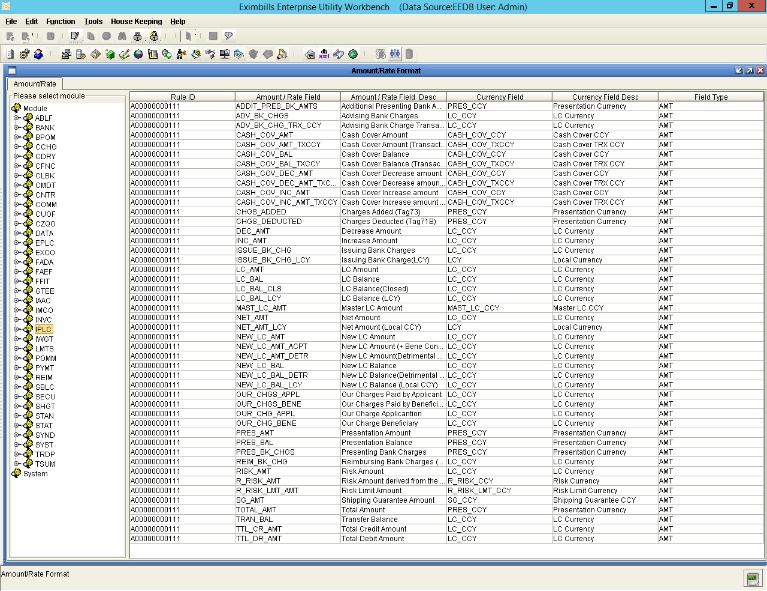 Eximbills Enterprise Utility Workbench (Data Source:EEDB User: Admin)
File Edit Function Tools House Keeping Help
Amount/Rate Format
Amount/Rate
Please select module
Module
ABLF
BANK
BPOM
CCHG
CDRY
CFNC
CLBK
CMDT
CNTR
COMM
CUOF
CZGO
DATA
EPLC
EXCO
FADA
FAEF
FFIT
GTEE
IAAC
IMCO
INVC
IPLC
IWGT
LMTS
POMM
PYMT
REIM
SBLC
SECU
SHGT
STAN
STAT
SYND
SYST
TRDP
TSUM
System
Rule ID Amount / Rate Field Amount / Rate Field Desc Currency Field Currency Field Desc Field Type
A00000000111 ADDIT_PRES_BK_AMTS Additional Presenting Bank A... PRES_CCY Presentation Currency AMT
A00000000111 ADV_BK_CHGS Advising Bank Charges LC_CCY LC Currency AMT
A00000000111 ADV_BK_CHG_TRX_CCY Advising Bank Charge Transa... LC_CCY LC Currency AMT
A00000000111 CASH_COV_AMT Cash Cover Amount CASH_COV_CCY Cash Cover CCY AMT
A00000000111 CASH_COV_AMT_TXCCY Cash Cover Amount (Transact... CASH_COV_TXCCY Cash Cover TRX CCY AMT
A00000000111 CASH_COV_BAL Cash Cover Balance CASH_COV_CCY Cash Cover CCY AMT
A00000000111 CASH_COV_BAL_TXCCY Cash Cover Balance (Transac... CASH_COV_TXCCY Cash Cover TRX CCY AMT
A00000000111 CASH_COV_DEC_AMT Cash Cover Decrease amount CASH_COV_CCY Cash Cover CCY AMT
A00000000111 CASH_COV_DEC_AMT_TXC... Cash Cover Decrease amoun... CASH_COV_TXCCY Cash Cover TRX CCY AMT
A00000000111 CASH_COV_INC_AMT Cash Cover Increase amount CASH_COV_CCY Cash Cover CCY AMT
A00000000111 CASH_COV_INC_AMT_TXCCY Cash Cover Increase amount ... CASH_COV_TXCCY Cash Cover TRX CCY AMT
A00000000111 CHGS_ADDED Charges Added (Tag73) PRES_CCY Presentation Currency AMT
A00000000111 CHGS_DEDUCTED Charges Deducted (Tag71B) PRES_CCY Presentation Currency AMT
A00000000111 DEC_AMT Decrease Amount LC_CCY LC Currency AMT
A00000000111 INC_AMT Increase Amount LC_CCY LC Currency AMT
A00000000111 ISSUE_BK_CHG Issuing Bank Charges LC_CCY LC Currency AMT
A00000000111 ISSUE_BK_CHG_LCY Issuing Bank Charge(LCY) LCY Local Currency AMT
A00000000111 LC_AMT LC Amount LC_CCY LC Currency AMT
A00000000111 LC_BAL LC Balance LC_CCY LC Currency AMT
A00000000111 LC_BAL_CLS LC Balance(Closed) LC_CCY LC Currency AMT
A00000000111 LC_BAL_LCY LC Balance (LCY) LC_CCY LC Currency AMT
A00000000111 MAST_LC_AMT Master LC Amount MAST_LC_CCY Master LC CCY AMT
A00000000111 NET_AMT Net Amount LC_CCY LC Currency AMT
A00000000111 NET_AMT_LCY Net Amount (Local CCY) LCY Local Currency AMT
A00000000111 NEW_LC_AMT New LC Amount LC_CCY LC Currency AMT
A00000000111 NEW_LC_AMT_ACPT New LC Amount (+ Bene Con... LC_CCY LC Currency AMT
A00000000111 NEW_LC_AMT_DETR New LC Amount(Detrimental ... LC_CCY LC Currency AMT
A00000000111 NEW_LC_BAL New LC Balance LC_CCY LC Currency AMT
A00000000111 NEW_LC_BAL_DETR New LC Balance(Detrimental ... LC_CCY LC Currency AMT
A00000000111 NEW_LC_BAL_LCY New LC Balance (Local CCY) LC_CCY LC Currency AMT
A00000000111 OUR_CHGS_APPL Our Charges Paid by Applicant LC_CCY LC Currency AMT
A00000000111 OUR_CHGS_BENE Our Charges Paid by Benefici... LC_CCY LC Currency AMT
A00000000111 OUR_CHG_APPL Our Charge Applicantion LC_CCY LC Currency AMT
A00000000111 OUR_CHG_BENE Our Charge Beneficiary LC_CCY LC Currency AMT
A00000000111 PRES_AMT Presentation Amount PRES_CCY Presentation Currency AMT
A00000000111 PRES_BAL Presentation Balance PRES_CCY Presentation Currency AMT
A00000000111 PRES_BK_CHGS Presenting Bank Charges PRES_CCY Presentation Currency AMT
A00000000111 REIM_BK_CHG Reimbursing Bank Charges (... LC_CCY LC Currency AMT
A00000000111 RISK_AMT Risk Amount LC_CCY LC Currency AMT
A00000000111 R_RISK_AMT Risk Amount derived from the ... R_RISK_CCY Risk Currency AMT
A00000000111 R_RISK_LMT_AMT Risk Limit Amount R_RISK_LMT_CCY Risk Limit Currency AMT
A00000000111 SG_AMT Shipping Guarantee Amount SG_CCY Shipping Guarantee CCY AMT
A00000000111 TOTAL_AMT Total Amount PRES_CCY Presentation Currency AMT
A00000000111 TRAN_BAL Transfer Balance LC_CCY LC Currency AMT
A00000000111 TTL_CR_AMT Total Credit Amount LC_CCY LC Currency AMT
A00000000111 TTL_DR_AMT Total Debit Amount LC_CCY LC Currency AMT
Amount/Rate Format